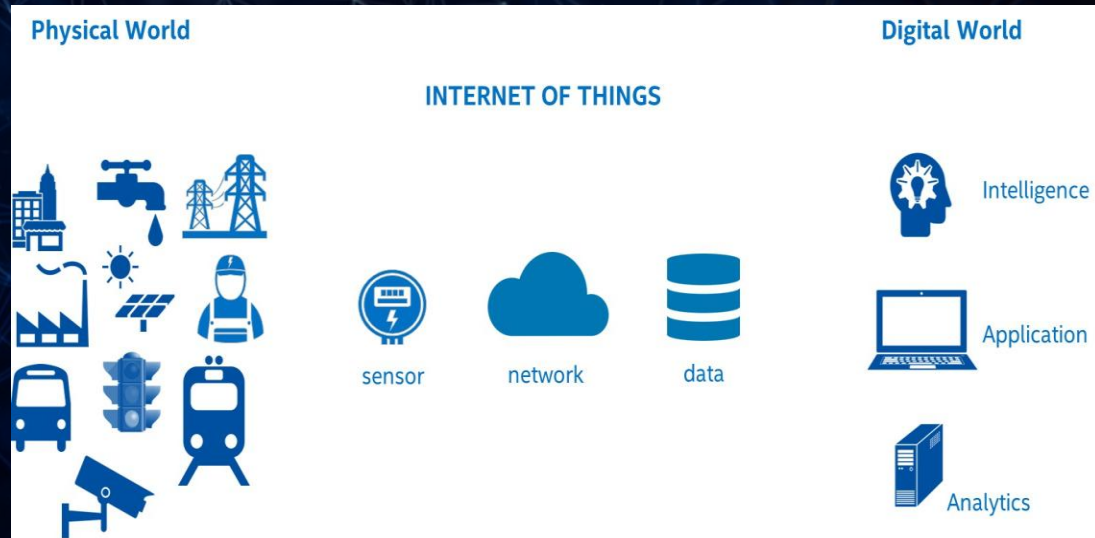 Physical World
Digital World
INTERNET OF THINGS
Intelligence
sensor
network
data
Application
Analytics